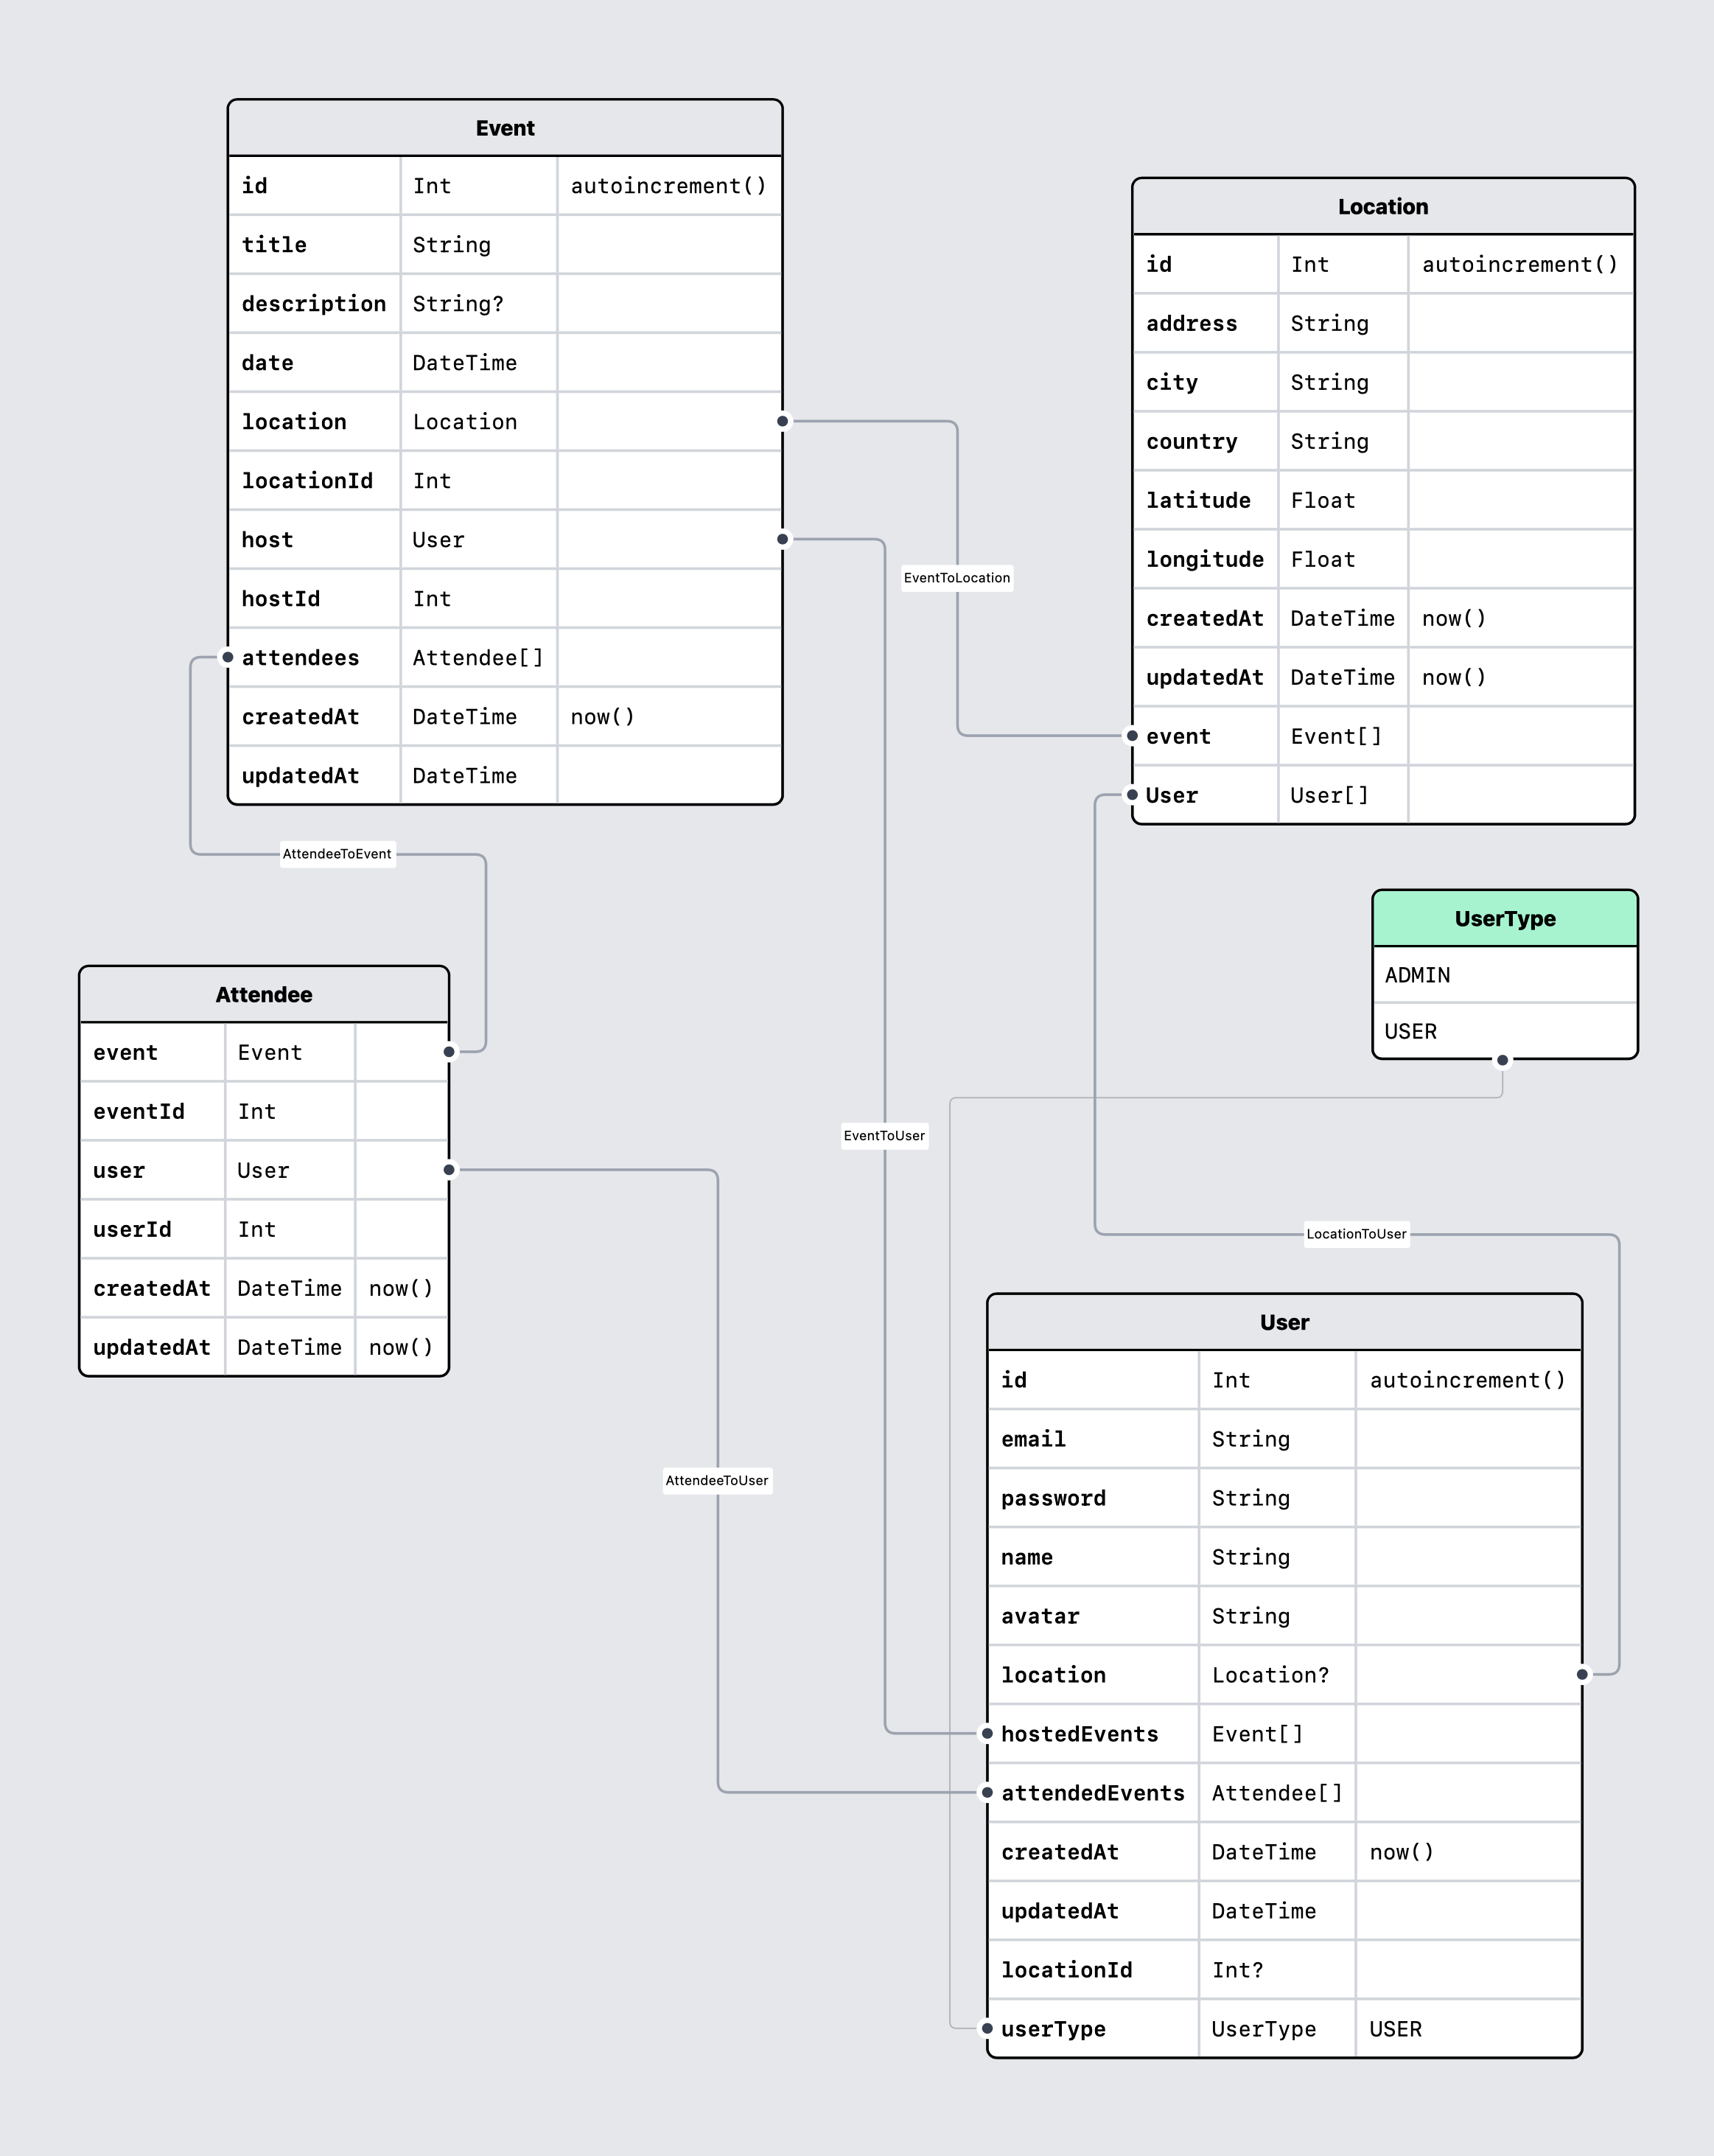 Event
id Int autoincrement()
title String
description String?
date DateTime
location Location
locationId Int
host User
hostId Int
attendees Attendee[]
createdAt DateTime now()
updatedAt DateTime
Location
id Int autoincrement()
address String
city String
country String
latitude Float
longitude Float
createdAt DateTime now()
updatedAt DateTime now()
event Event[]
User User[]
EventToLocation
AttendeeToEvent
UserType
ADMIN
USER
Attendee
event Event
eventId Int
user User
userId Int
createdAt DateTime now()
updatedAt DateTime now()
EventToUser
LocationToUser
AttendeeToUser
User
id Int autoincrement()
email String
password String
name String
avatar String
location Location?
hostedEvents Event[]
attendedEvents Attendee[]
createdAt DateTime now()
updatedAt DateTime
locationId Int?
userType UserType USER